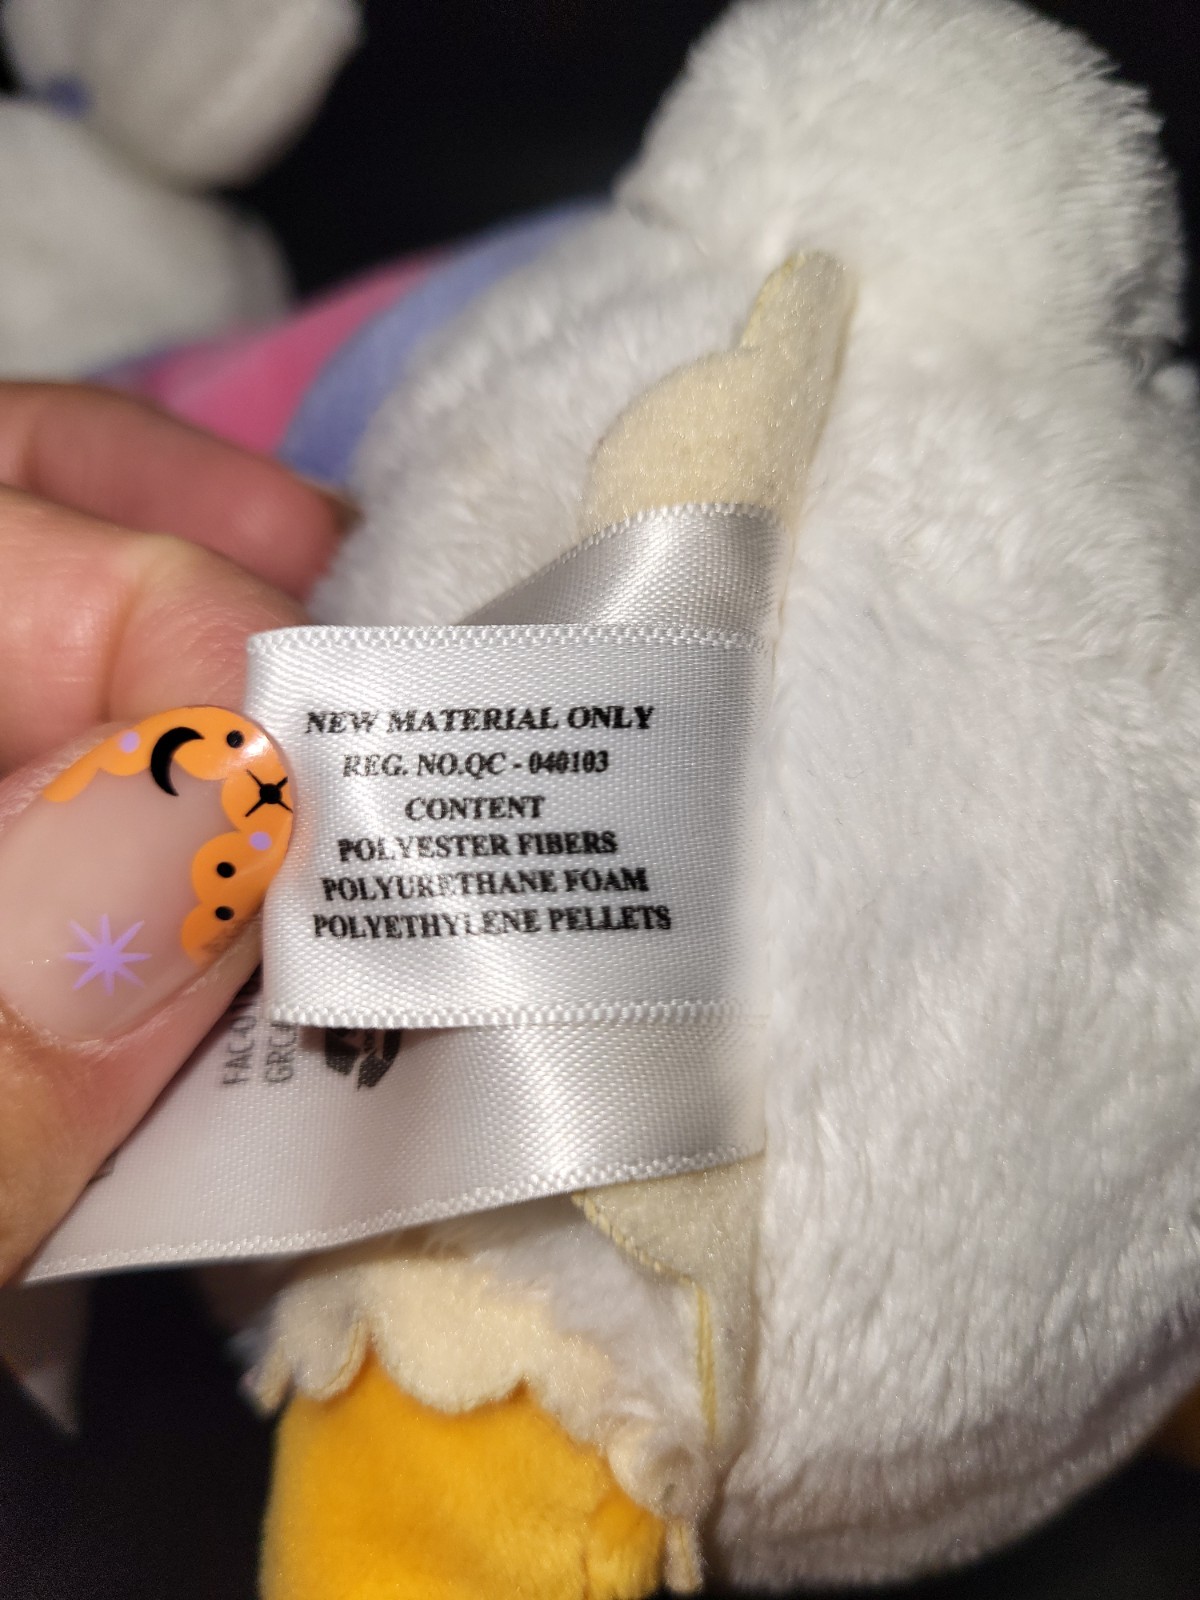 NEW MATERIAL ONLY
REG. NO.QC - 040103
CONTENT
POLYESTER FIBERS
POLYURETHANE FOAM
POLYETHYLENE PELLETS